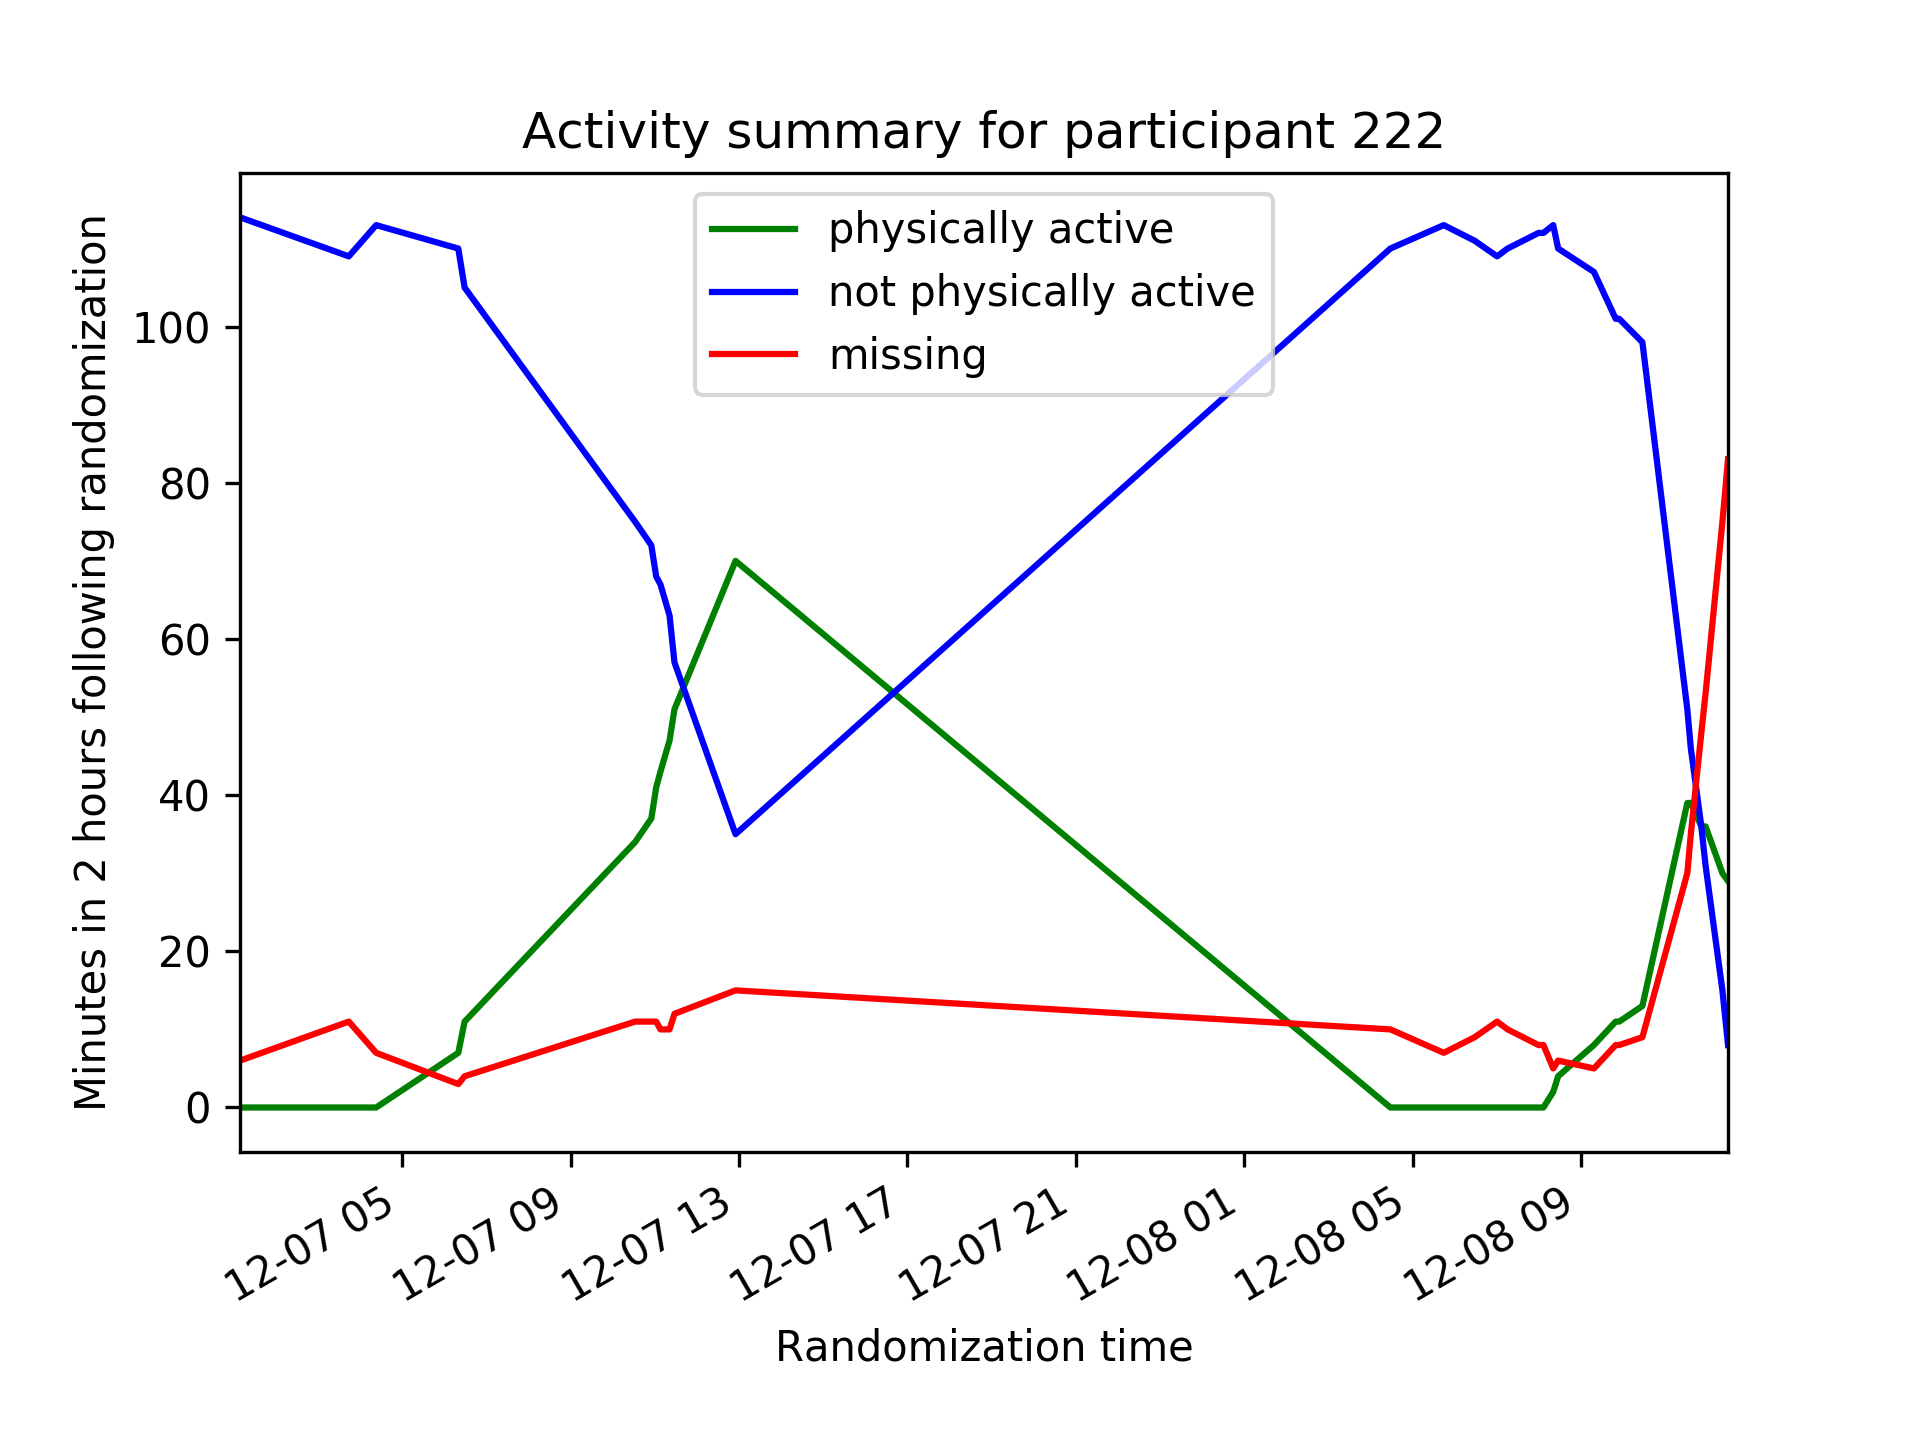 Activity summary for participant 222
physically active
not physically active
missing
Minutes in 2 hours following randomization
100
80
60
40
20
0
12-07 05
12-07 09
12-07 13
12-07 17
12-07 21
12-08 01
12-08 05
12-08 09
Randomization time